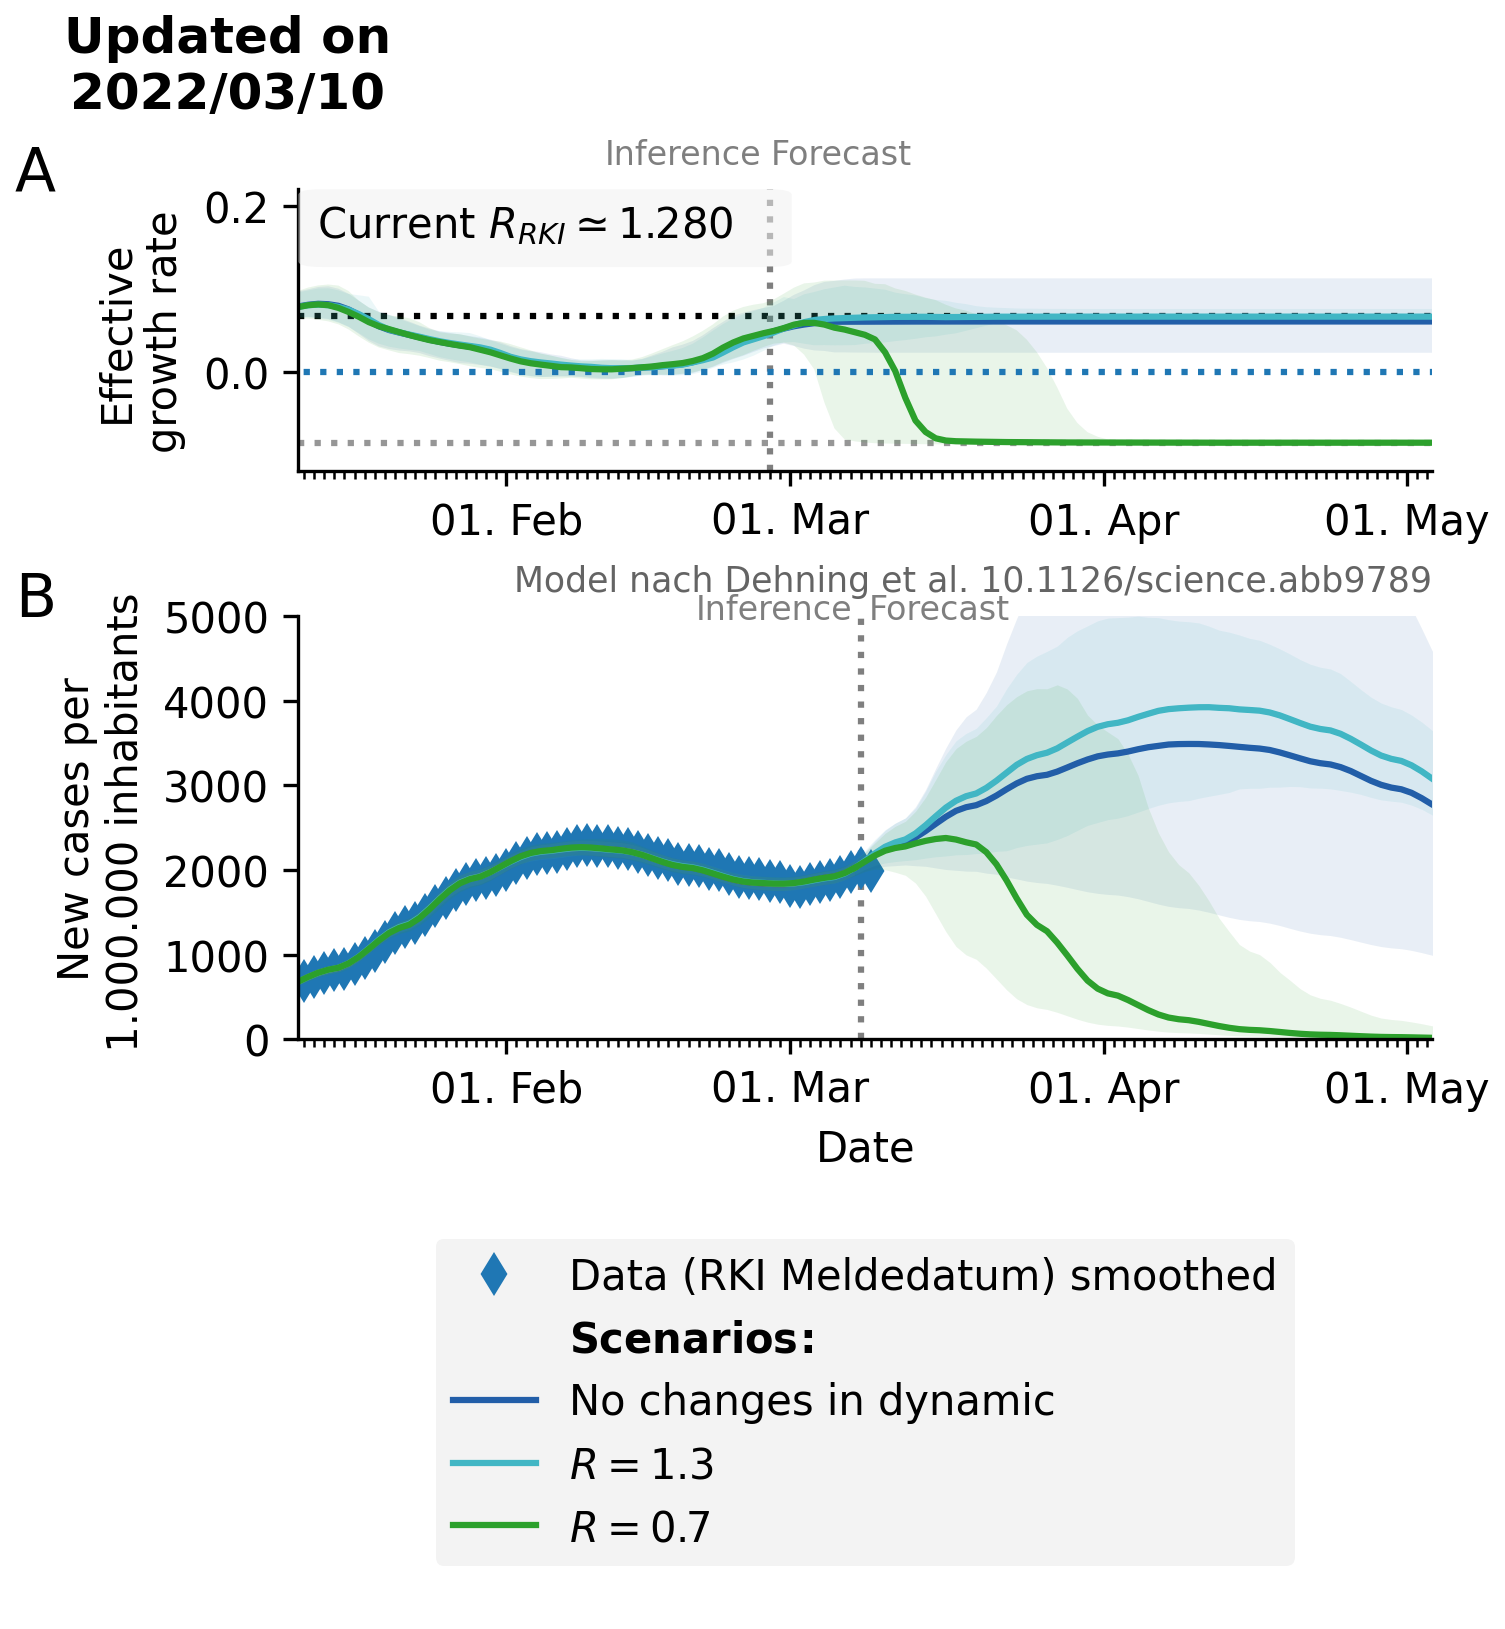 Updated on
2022/03/10
A
Inference Forecast
Current R_RKI ≃ 1.280
Effective
growth rate
0.2
0.0
01. Feb 01. Mar 01. Apr 01. May
B
Model nach Dehning et al. 10.1126/science.abb9789
Inference Forecast
New cases per
1.000.000 inhabitants
5000
4000
3000
2000
1000
0
01. Feb 01. Mar 01. Apr 01. May
Date
Data (RKI Meldedatum) smoothed
Scenarios:
No changes in dynamic
R = 1.3
R = 0.7